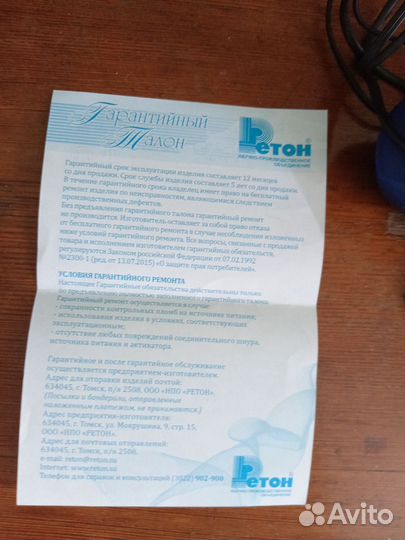 Гарантийный
Талон
Ретон®
НАУЧНО-ПРОИЗВОДСТВЕННОЕ
ОБЪЕДИНЕНИЕ
Гарантийный срок эксплуатации изделия составляет 12 месяцев
со дня продажи. Срок службы изделия составляет 5 лет со дня продажи.
В течение гарантийного срока владелец имеет право на бесплатный
ремонт изделия по неисправностям, являющимся следствием
производственных дефектов.
Без предъявления гарантийного талона гарантийный ремонт
не производится. Изготовитель оставляет за собой право отказа
от бесплатного гарантийного ремонта в случае несоблюдения изложенных
ниже условий гарантийного ремонта. Все вопросы, связанные с продажей
товара и исполнением изготовителем гарантийных обязательств,
регулируются Законом российской Федерации от 07.02.1992
№2300-1 (ред. от 13.07.2015) «О защите прав потребителей».
УСЛОВИЯ ГАРАНТИЙНОГО РЕМОНТА
Настоящие Гарантийные обязательства действительны только
по предъявлению полностью заполненного гарантийного талона.
Гарантийный ремонт осуществляется в случае:
- сохранности контрольных пломб на источнике питания;
- использования изделия в условиях, соответствующих
эксплуатационным;
- отсутствие любых повреждений соединительного шнура,
источника питания и активатора.
Гарантийное и после гарантийное обслуживание
осуществляется предприятием-изготовителем.
Адрес для отправки изделий почтой:
634045, г. Томск, п/я 2508, ООО «НПО «РЕТОН».
(Посылки и бандероли, отправленные
наложенным платежом, не принимаются)
Адрес предприятия-изготовителя:
634045, г. Томск, ул. Мокрушина, 9, стр. 15,
ООО «НПО «РЕТОН».
Адрес для почтовых отправлений:
634045, г. Томск, п/я 2508.
e-mail: reton@reton.ru
Internet: www.reton.ru
Телефон для справок и консультаций (3822) 902-900
Ретон®
НАУЧНО-ПРОИЗВОДСТВЕННОЕ
ОБЪЕДИНЕНИЕ
Avito